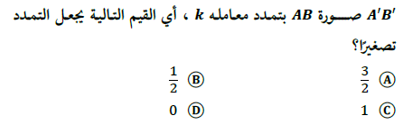 A'B' صورة AB بتمدد معامله k ، أي القيم التالية يجعل التمدد
تصغيرًا؟
Ⓐ 3/2 Ⓑ 1/2
Ⓒ 1 Ⓓ 0